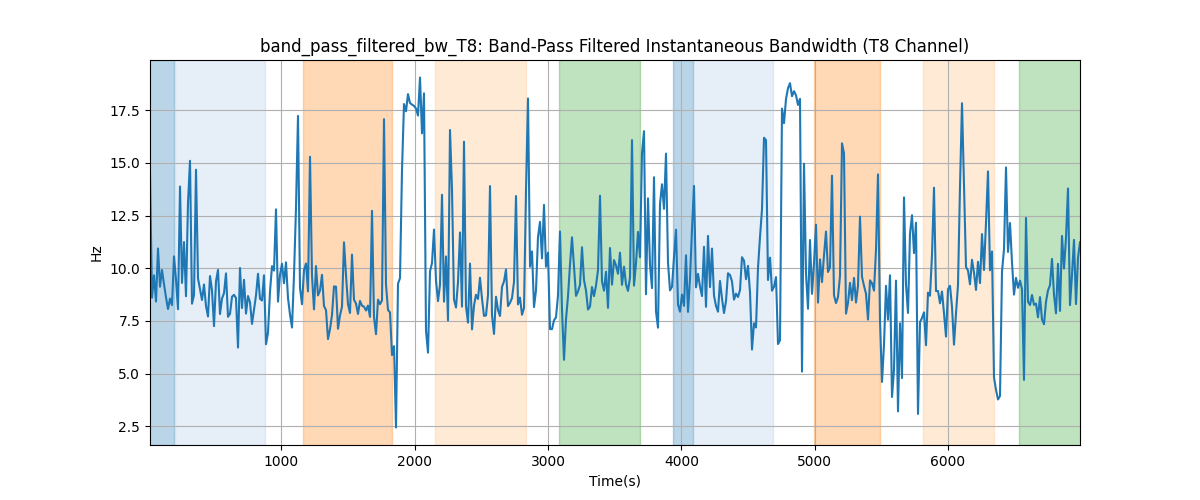 band_pass_filtered_bw_T8: Band-Pass Filtered Instantaneous Bandwidth (T8 Channel)
17.5
15.0
12.5
10.0
7.5
5.0
2.5
Hz
1000 2000 3000 4000 5000 6000
Time(s)